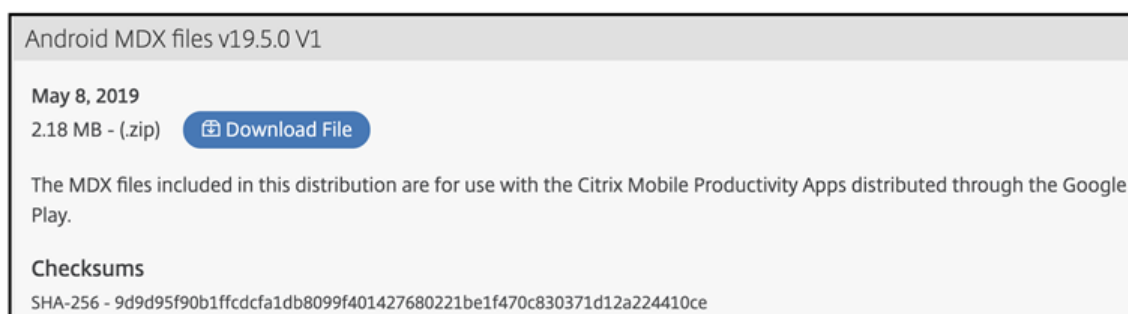 Android MDX files v19.5.0 V1
May 8, 2019
2.18 MB - (.zip) Download File
The MDX files included in this distribution are for use with the Citrix Mobile Productivity Apps distributed through the Google
Play.
Checksums
SHA-256 - 9d9d95f90b1ffcdcfa1db8099f401427680221be1f470c830371d12a224410ce